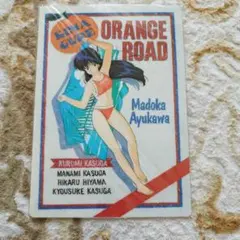 ORANGE
ROAD
Madoka
Ayukawa
KURUMI KASUGA
MANAMI KASUGA
HIKARU HIYAMA
KYOUSUKE KASUGA